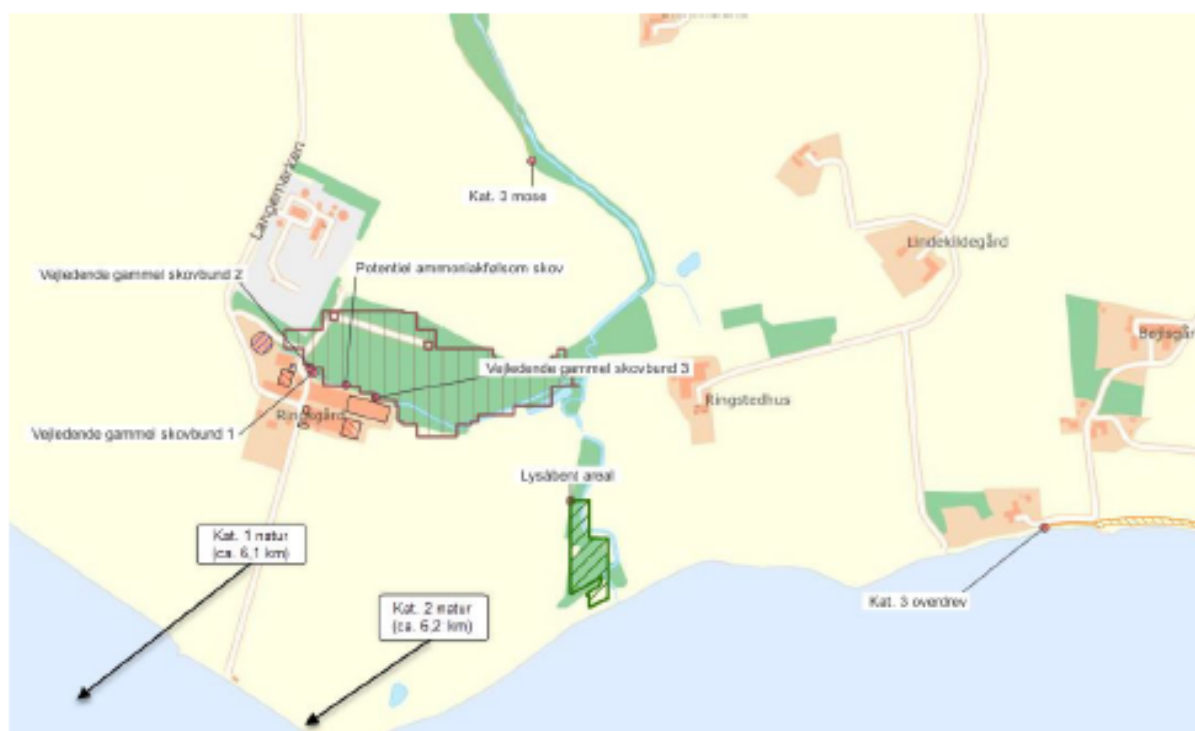 Langemarken
Kat. 3 mose
Lindekildegård
Vejledende gammel skovbund 2
Potentiel ammoniakfølsom skov
Vejledende gammel skovbund 3
Ringstedhus
Vejledende gammel skovbund 1
Lysåbent areal
Kat. 1 natur
(ca. 6,1 km)
Kat. 2 natur
(ca. 6,2 km)
Kat. 3 overdrev